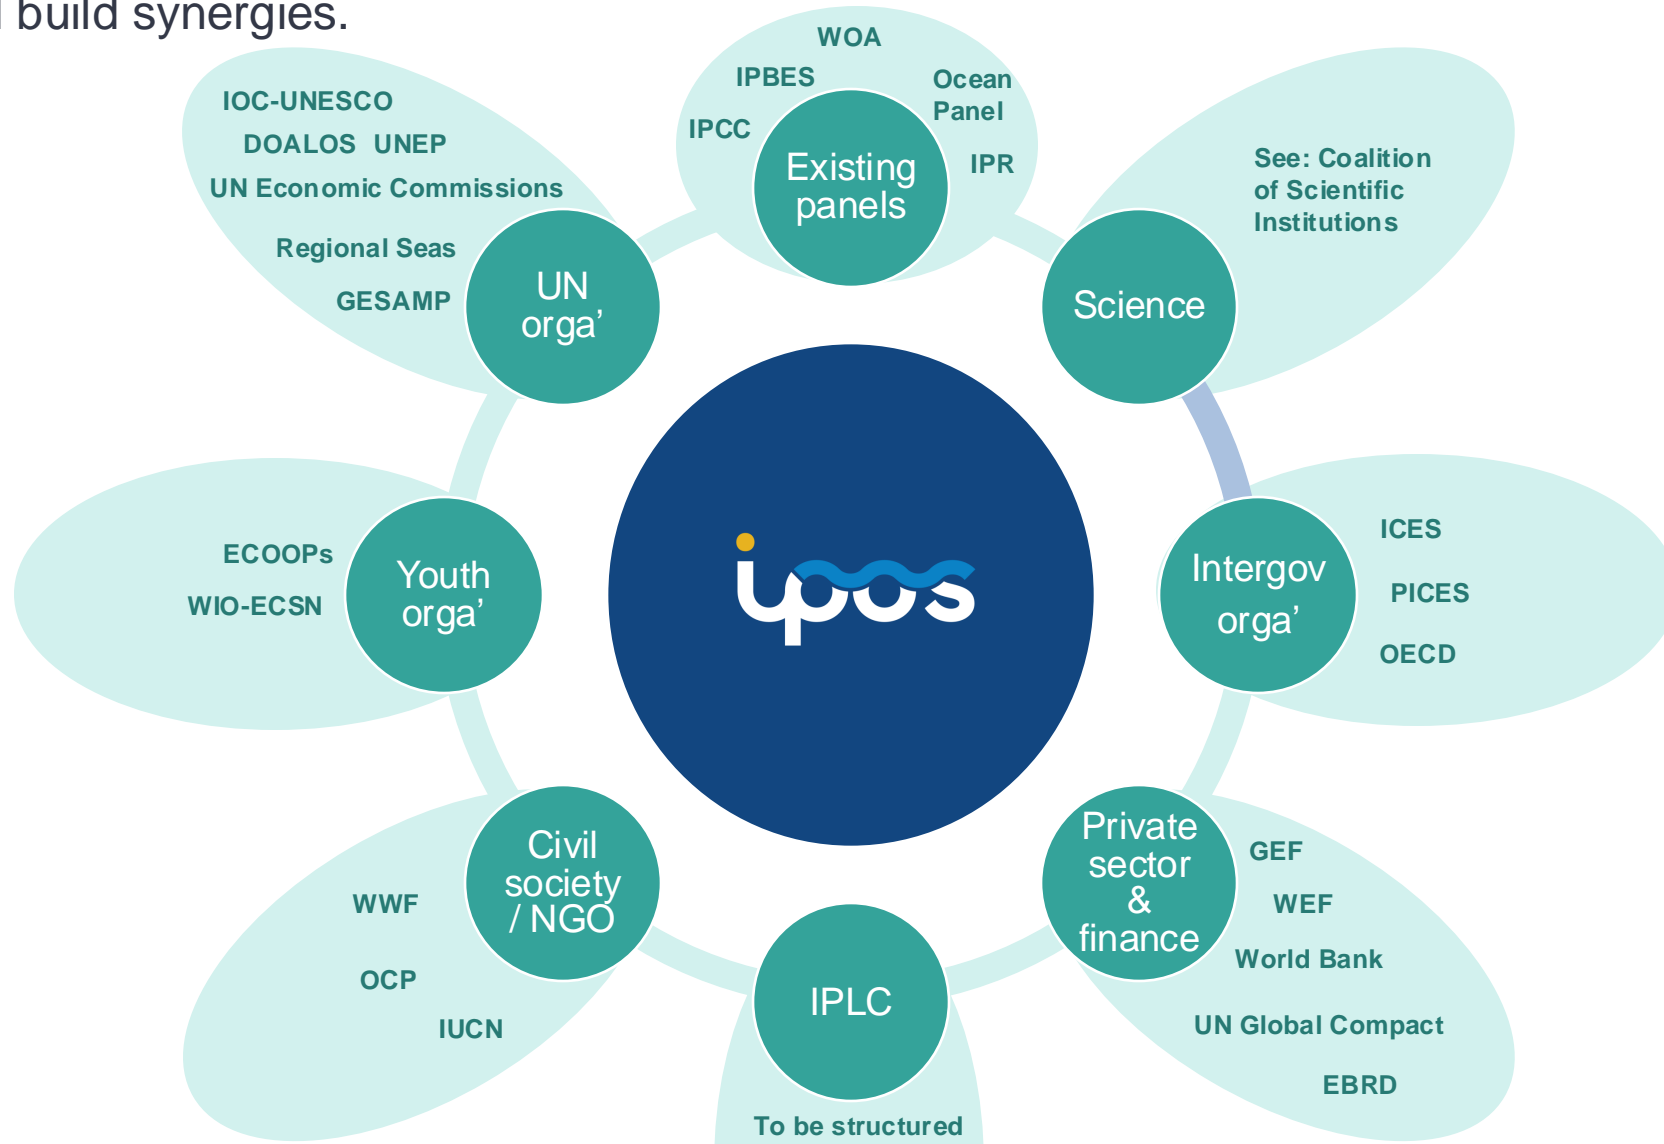 build synergies.
WOA
IPBES
Ocean
Panel
IPCC
IPR
Existing
panels
IOC-UNESCO
DOALOS UNEP
UN Economic Commissions
Regional Seas
GESAMP
UN
orga’
See: Coalition
of Scientific
Institutions
Science
ECOOPs
WIO-ECSN
Youth
orga’
ipos
Intergov
orga’
ICES
PICES
OECD
Civil
society
/ NGO
WWF
OCP
IUCN
Private
sector
&
finance
GEF
WEF
World Bank
UN Global Compact
EBRD
IPLC
To be structured